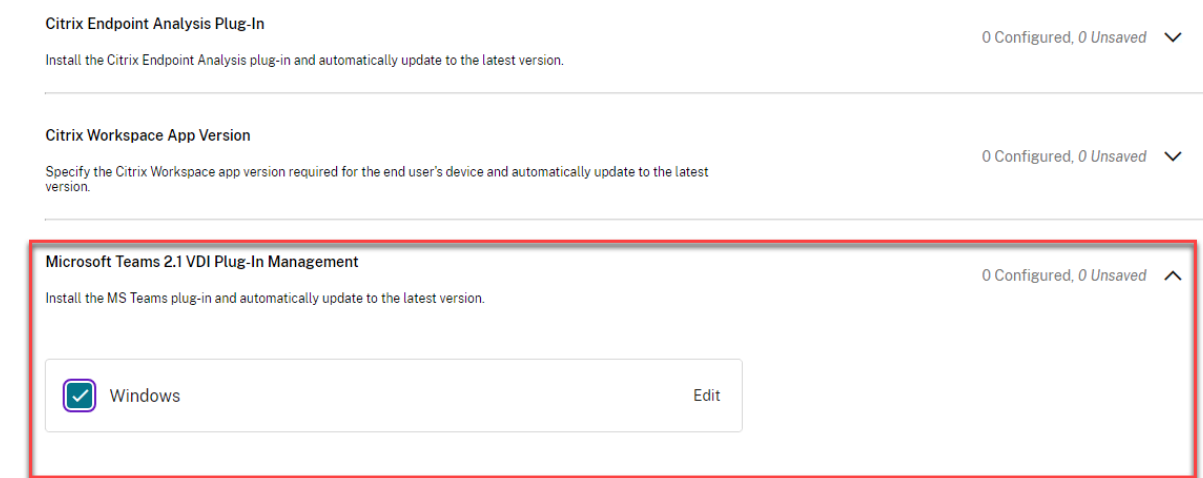 Citrix Endpoint Analysis Plug-In
0 Configured, 0 Unsaved
Install the Citrix Endpoint Analysis plug-in and automatically update to the latest version.
Citrix Workspace App Version
0 Configured, 0 Unsaved
Specify the Citrix Workspace app version required for the end user's device and automatically update to the latest
version.
Microsoft Teams 2.1 VDI Plug-In Management
0 Configured, 0 Unsaved
Install the MS Teams plug-in and automatically update to the latest version.
Windows Edit